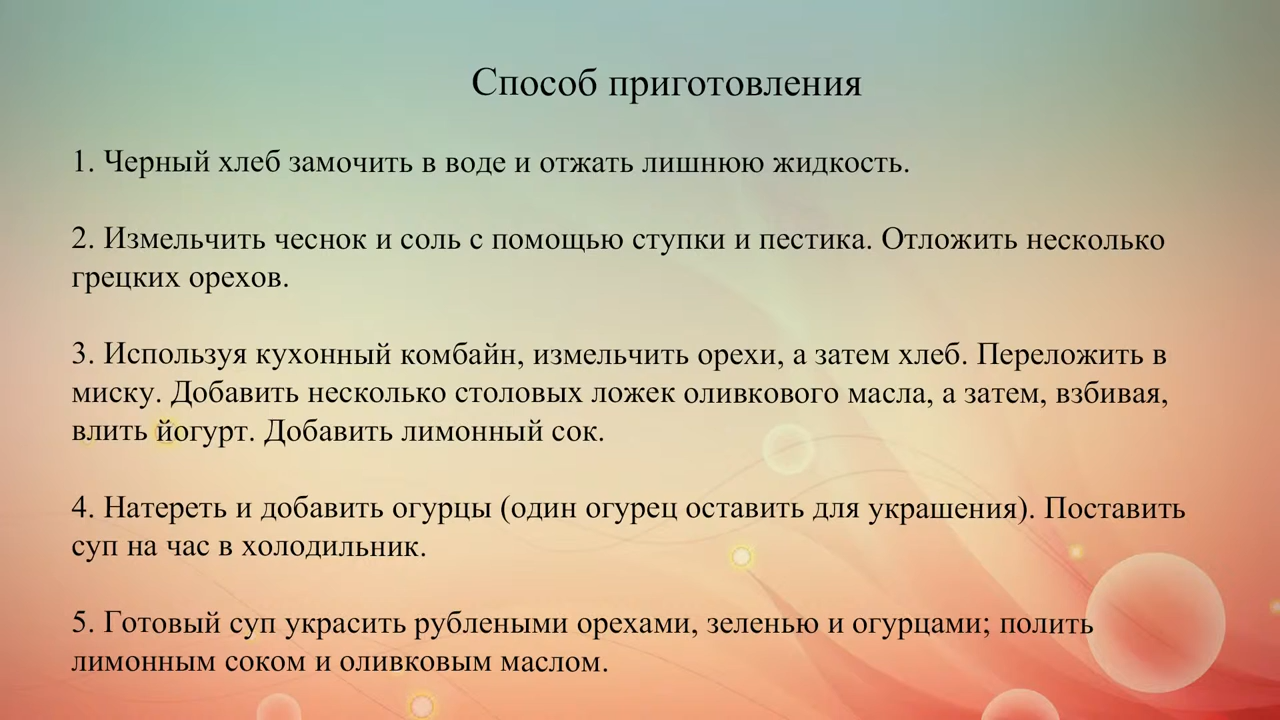 Способ приготовления
1. Черный хлеб замочить в воде и отжать лишнюю жидкость.
2. Измельчить чеснок и соль с помощью ступки и пестика. Отложить несколько
грецких орехов.
3. Используя кухонный комбайн, измельчить орехи, а затем хлеб. Переложить в
миску. Добавить несколько столовых ложек оливкового масла, а затем, взбивая,
влить йогурт. Добавить лимонный сок.
4. Натереть и добавить огурцы (один огурец оставить для украшения). Поставить
суп на час в холодильник.
5. Готовый суп украсить рублеными орехами, зеленью и огурцами; полить
лимонным соком и оливковым маслом.